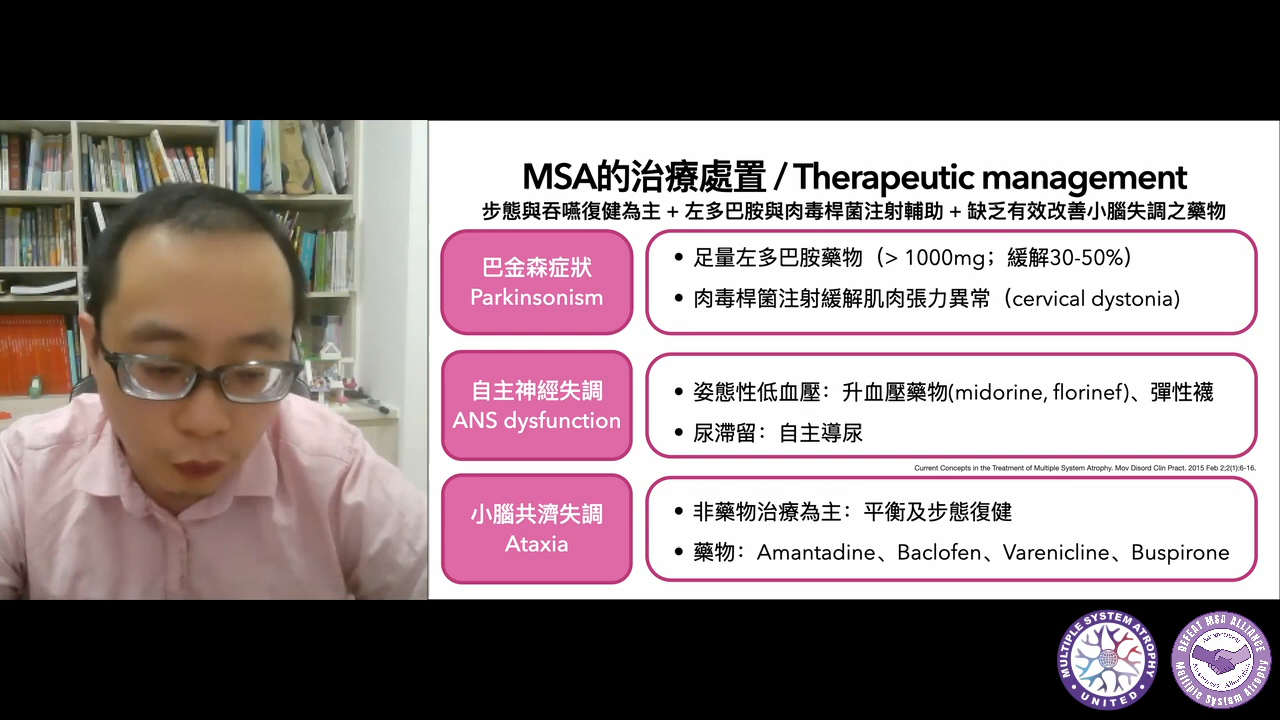 MSA的治療處置 / Therapeutic management
步態與吞嚥復健為主 + 左多巴胺與肉毒桿菌注射輔助 + 缺乏有效改善小腦失調之藥物
巴金森症狀
Parkinsonism
• 足量左多巴胺藥物（> 1000mg；緩解30-50%）
• 肉毒桿箘注射緩解肌肉張力異常（cervical dystonia)
自主神經失調
ANS dysfunction
• 姿態性低血壓：升血壓藥物(midorine, florinef)、彈性襪
• 尿滯留：自主導尿
Current Concepts in the Treatment of Multiple System Atrophy. Mov Disord Clin Pract. 2015 Feb 2;2(1):6-16.
小腦共濟失調
Ataxia
• 非藥物治療為主：平衡及步態復健
• 藥物：Amantadine、Baclofen、Varenicline、Buspirone
MULTIPLE SYSTEM ATROPHY
• UNITED •
DEFEAT MSA ALLIANCE
Multiple System Atrophy